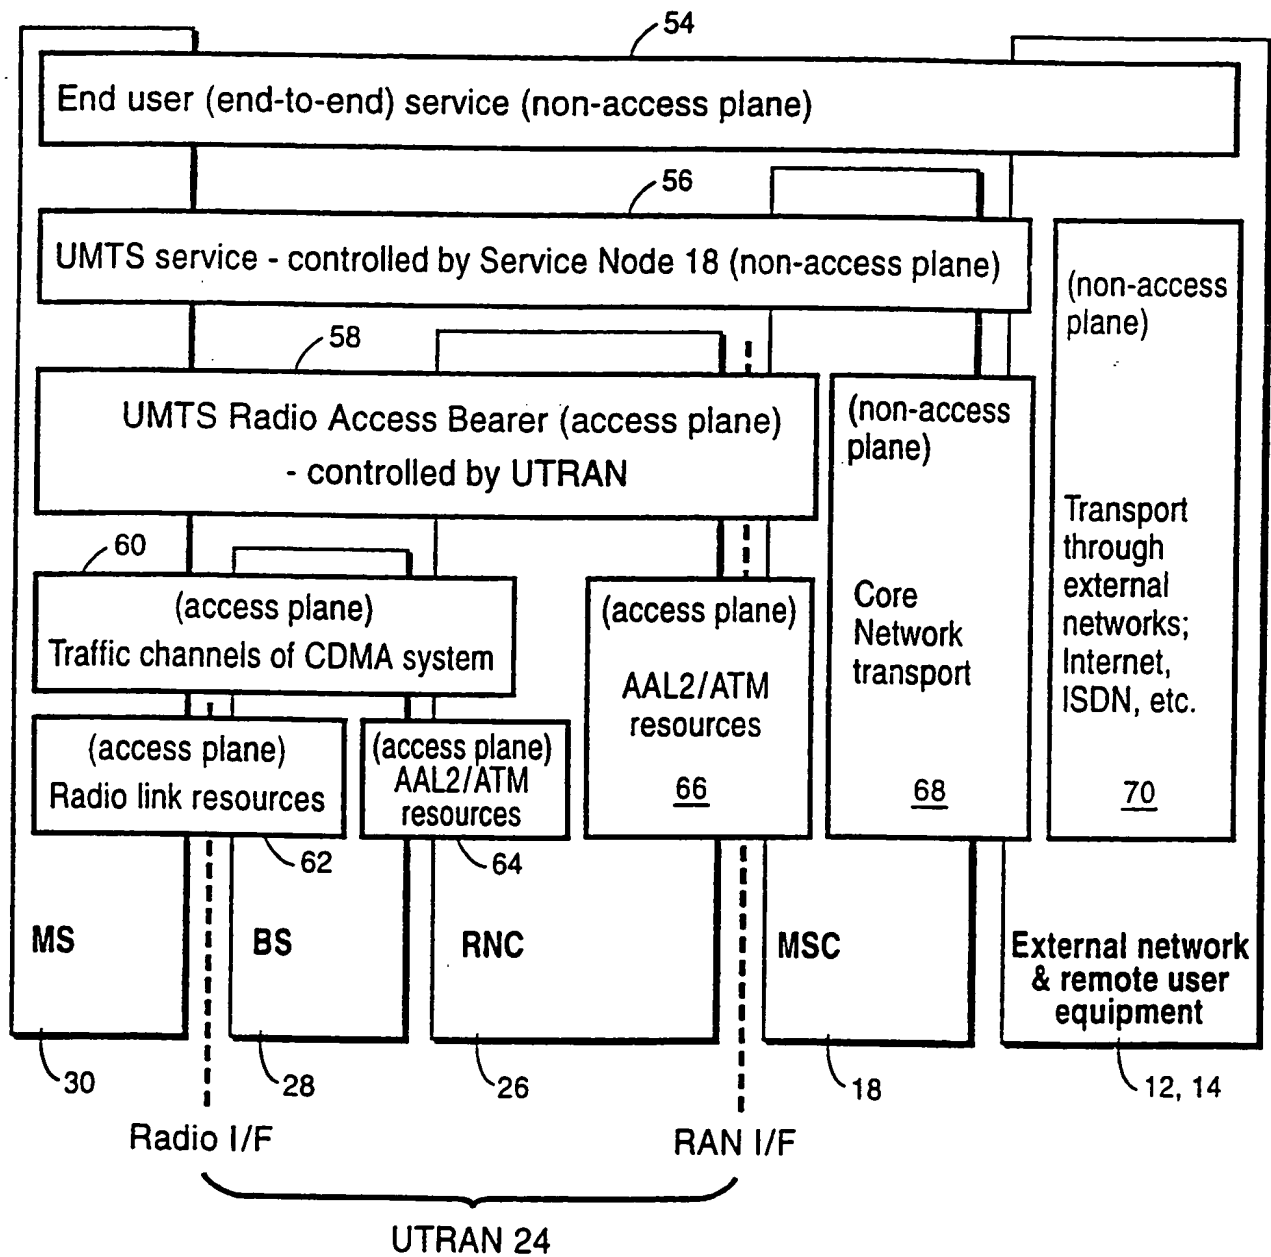 54
End user (end-to-end) service (non-access plane)
56
UMTS service - controlled by Service Node 18 (non-access plane)
(non-access
plane)
58
UMTS Radio Access Bearer (access plane)
- controlled by UTRAN
(non-access
plane)
Transport
through
external
networks;
Internet,
ISDN, etc.
60
(access plane)
Traffic channels of CDMA system
(access plane)
AAL2/ATM
resources
Core
Network
transport
(access plane)
Radio link resources
(access plane)
AAL2/ATM
resources
66
68
70
62
64
MS
BS
RNC
MSC
External network
& remote user
equipment
30
28
26
18
12, 14
Radio I/F
RAN I/F
UTRAN 24